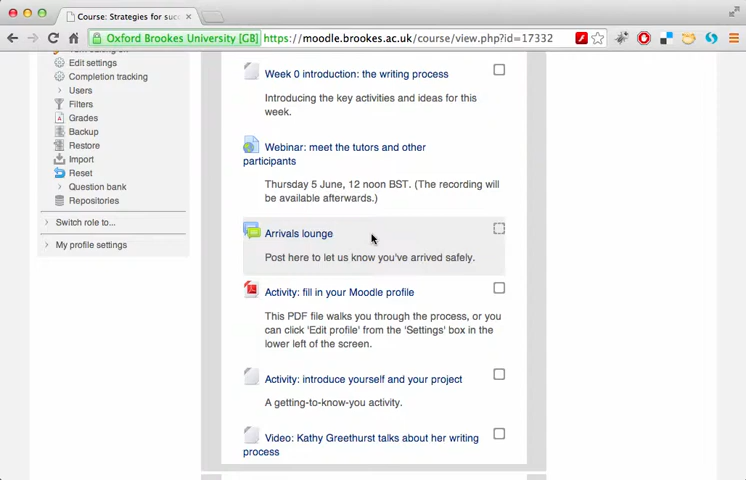 Course: Strategies for suc
Oxford Brookes University [GB]
https://moodle.brookes.ac.uk/course/view.php?id=17332
Edit settings
Completion tracking
Users
Filters
Grades
Backup
Restore
Import
Reset
Question bank
Repositories
Switch role to...
My profile settings
Week 0 introduction: the writing process
Introducing the key activities and ideas for this
week.
Webinar: meet the tutors and other
participants
Thursday 5 June, 12 noon BST. (The recording will
be available afterwards.)
Arrivals lounge
Post here to let us know you've arrived safely.
Activity: fill in your Moodle profile
This PDF file walks you through the process, or you
can click 'Edit profile' from the 'Settings' box in the
lower left of the screen.
Activity: introduce yourself and your project
A getting-to-know-you activity.
Video: Kathy Greethurst talks about her writing
process